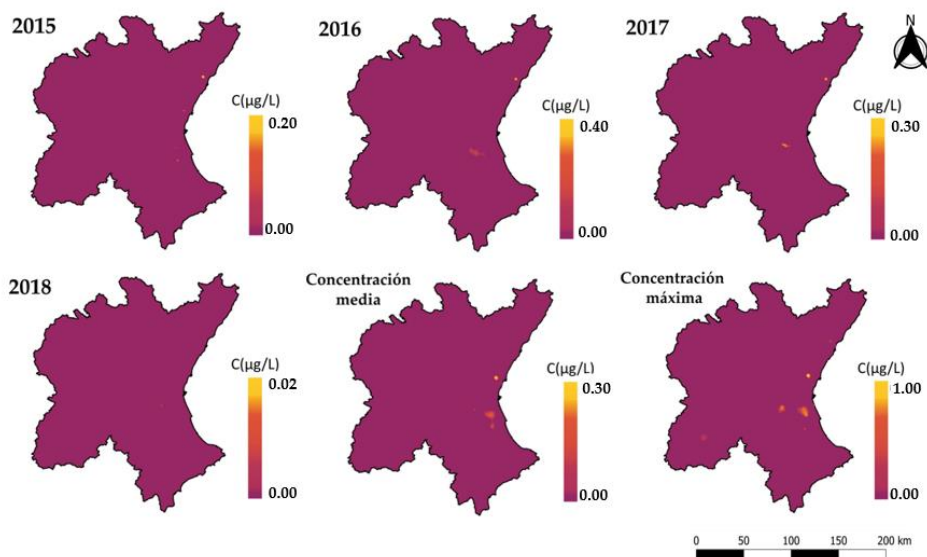 2015
2016
2017
N
C(µg/L)
0.20
0.00
C(µg/L)
0.40
0.00
C(µg/L)
0.30
0.00
2018
Concentración
media
Concentración
máxima
C(µg/L)
0.02
0.00
C(µg/L)
0.30
0.00
C(µg/L)
1.00
0.00
0 50 100 150 200 km